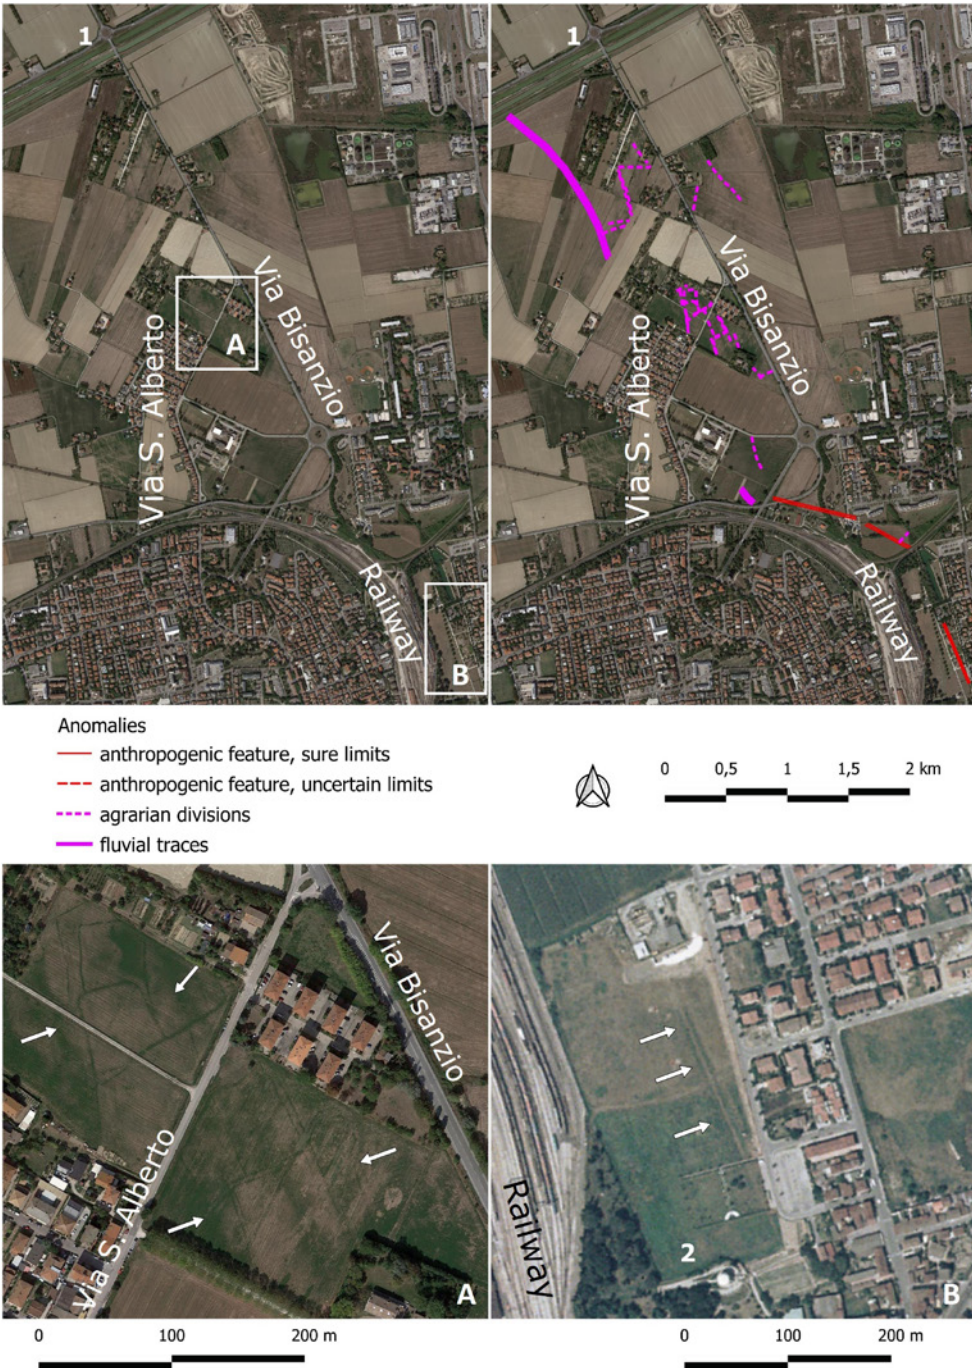 1
Via S. Alberto
Via Bisanzio
A
Railway
B
1
Via S. Alberto
Via Bisanzio
Railway
Anomalies
anthropogenic feature, sure limits
anthropogenic feature, uncertain limits
agrarian divisions
fluvial traces
0 0,5 1 1,5 2 km
Via S. Alberto
Via Bisanzio
A
Railway
2
B
0 100 200 m
0 100 200 m